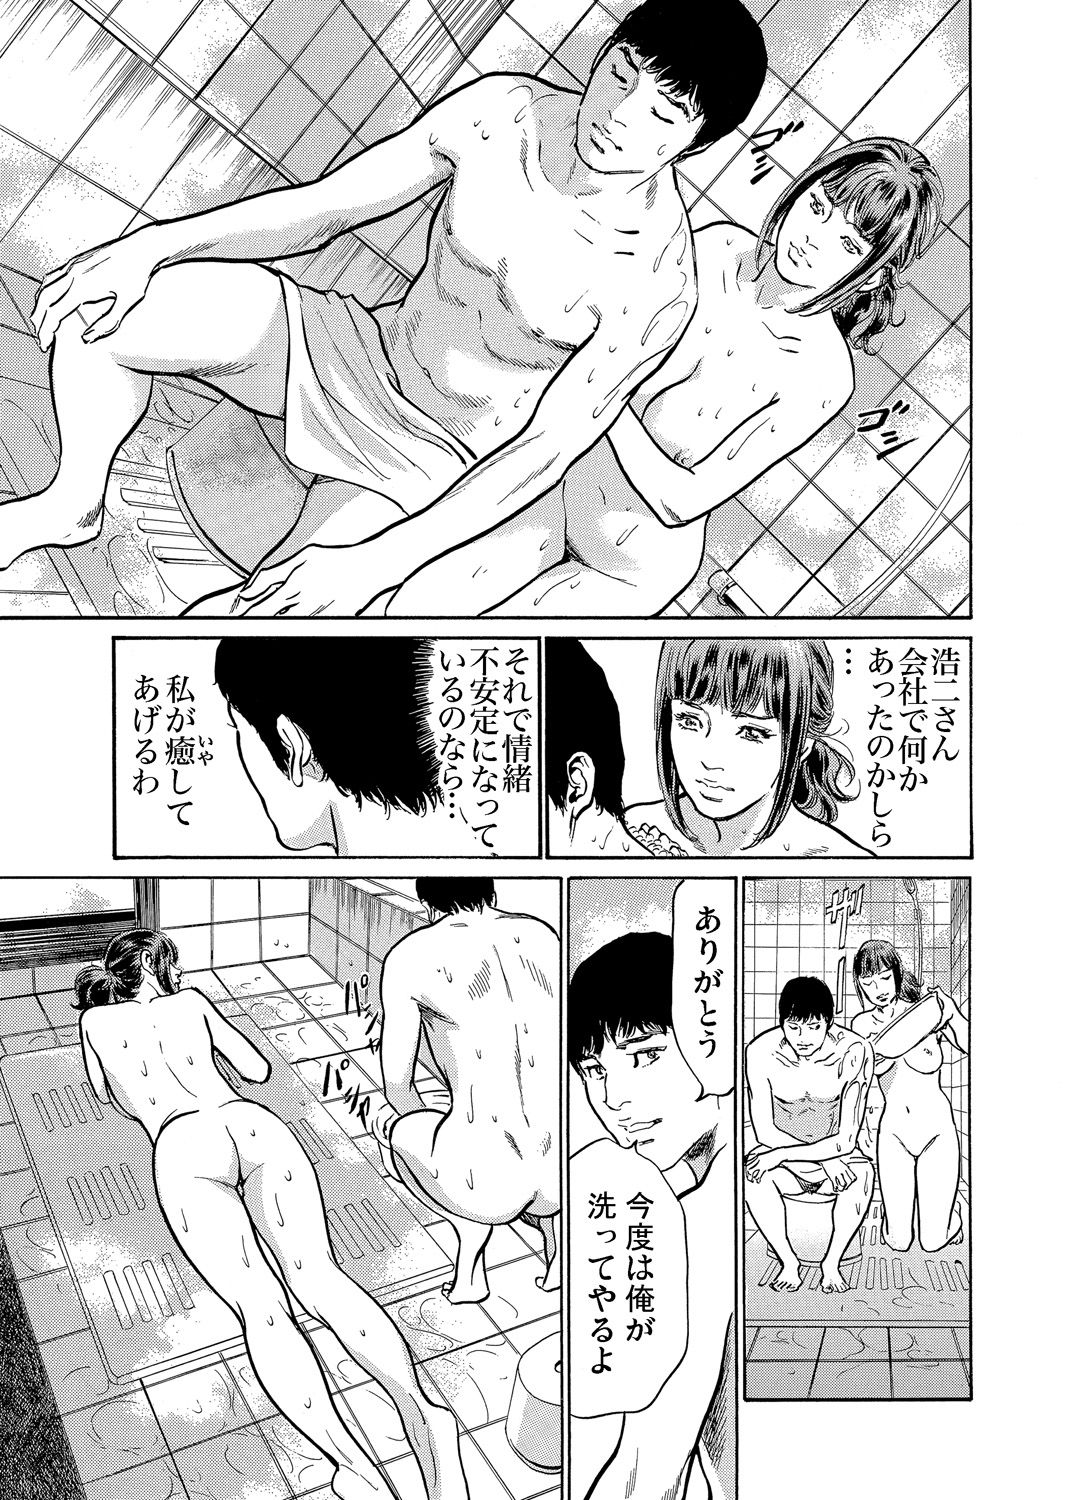 ゴシ
ゴシ
浩二さん
会社で何か
あったのかしら
…
それで情緒
不安定になって
いるのなら…
私が癒して
いや
あげるわ
ザバー
ありがとう
今度は俺が
洗ってやるよ
パシャ
パシャ